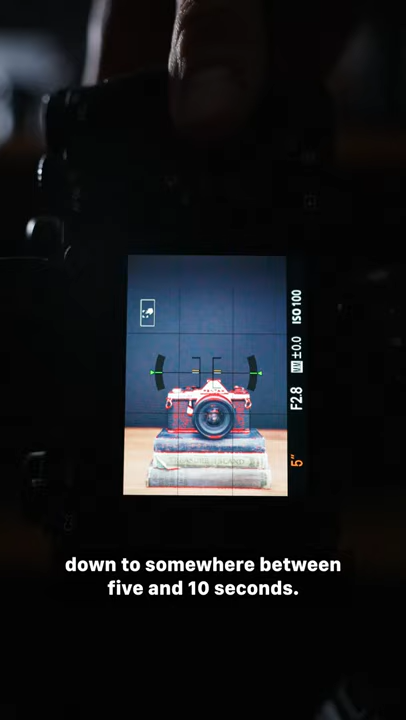 ISO 100
±0.0
F2.8
5"
down to somewhere between
five and 10 seconds.